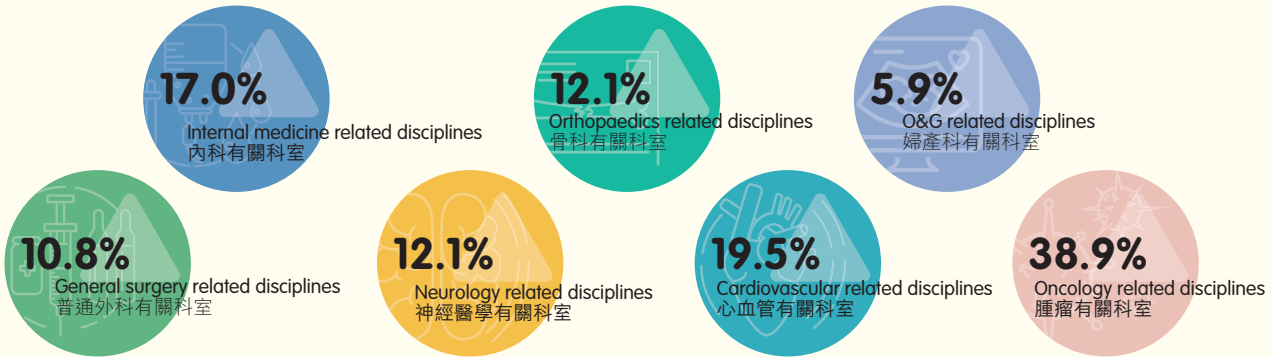 17.0%
Internal medicine related disciplines
內科有關科室
12.1%
Orthopaedics related disciplines
骨科有關科室
5.9%
O&G related disciplines
婦產科有關科室
10.8%
General surgery related disciplines
普通外科有關科室
12.1%
Neurology related disciplines
神經醫學有關科室
19.5%
Cardiovascular related disciplines
心血管有關科室
38.9%
Oncology related disciplines
腫瘤有關科室